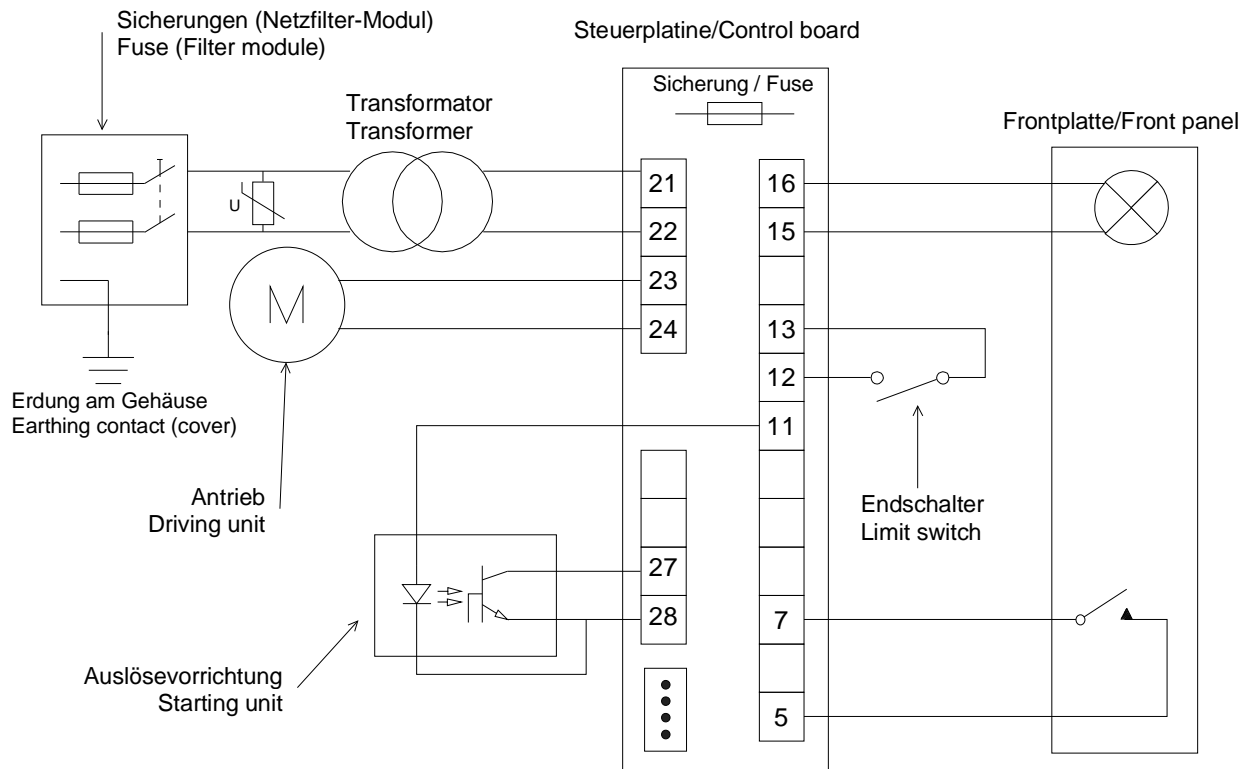 Sicherungen (Netzfilter-Modul)
Fuse (Filter module)
Steuerplatine/Control board
Sicherung / Fuse
Transformator
Transformer
Frontplatte/Front panel
U
21
22
23
24
16
15
13
12
11
M
Erdung am Gehäuse
Earthing contact (cover)
Antrieb
Driving unit
Endschalter
Limit switch
27
28
7
5
Auslösevorrichtung
Starting unit